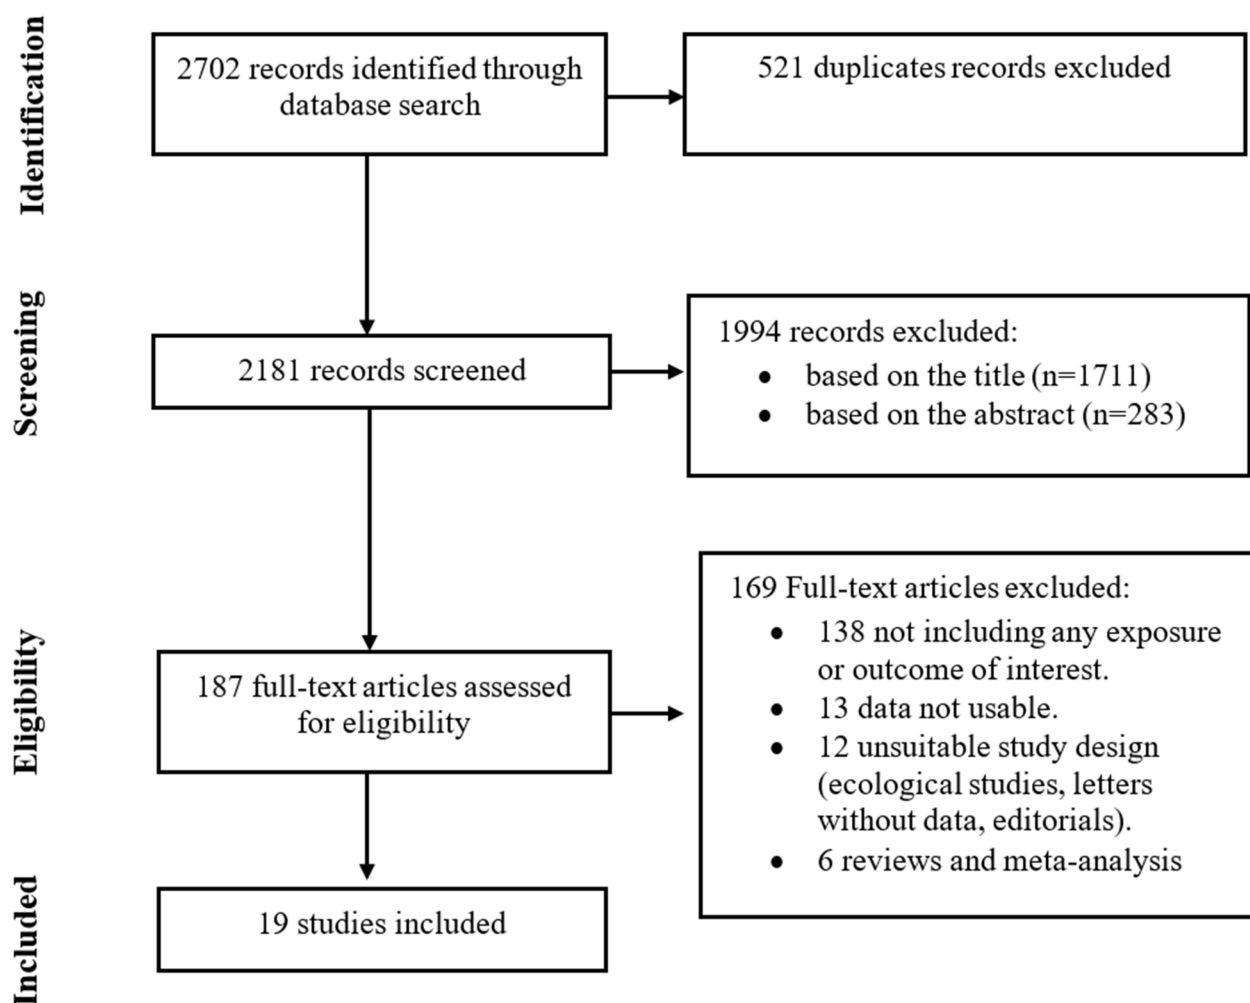 Identification
2702 records identified through
database search
521 duplicates records excluded
Screening
2181 records screened
1994 records excluded:
• based on the title (n=1711)
• based on the abstract (n=283)
Eligibility
187 full-text articles assessed
for eligibility
169 Full-text articles excluded:
• 138 not including any exposure
or outcome of interest.
• 13 data not usable.
• 12 unsuitable study design
(ecological studies, letters
without data, editorials).
• 6 reviews and meta-analysis
Included
19 studies included